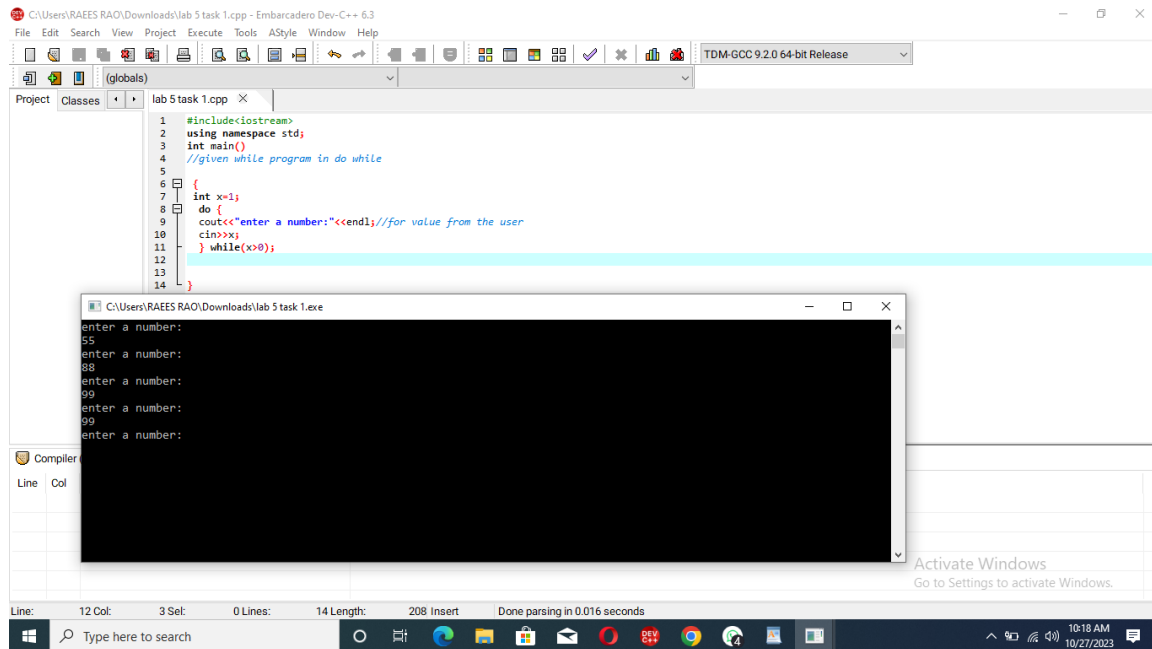 C:\Users\RAEES RAO\Downloads\lab 5 task 1.cpp - Embarcadero Dev-C++ 6.3
File Edit Search View Project Execute Tools AStyle Window Help
TDM-GCC 9.2.0 64-bit Release
(globals)
Project Classes lab 5 task 1.cpp
1 #include<iostream>
2 using namespace std;
3 int main()
4 //given while program in do while
5
6 {
7 int x=1;
8 do {
9 cout<<"enter a number:"<<endl;//for value from the user
10 cin>>x;
11 } while(x>0);
12
13
14 }
C:\Users\RAEES RAO\Downloads\lab 5 task 1.exe
enter a number:
55
enter a number:
88
enter a number:
99
enter a number:
99
enter a number:
Compiler
Line Col
Activate Windows
Go to Settings to activate Windows.
Line: 12 Col: 3 Sel: 0 Lines: 14 Length: 208 Insert Done parsing in 0.016 seconds
Type here to search
DEV C++
4
10:18 AM
10/27/2023